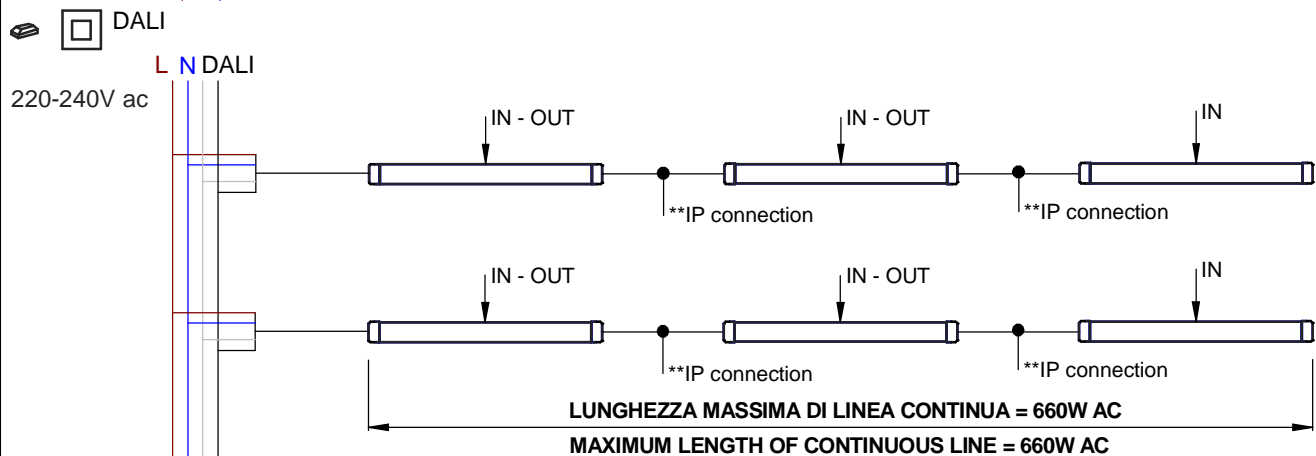 DALI
L N DALI
220-240V ac
IN - OUT
IN - OUT
IN
**IP connection
**IP connection
IN - OUT
IN - OUT
IN
**IP connection
**IP connection
LUNGHEZZA MASSIMA DI LINEA CONTINUA = 660W AC
MAXIMUM LENGTH OF CONTINUOUS LINE = 660W AC